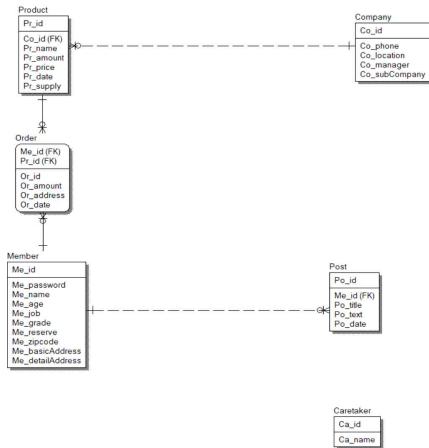 Product
Pr_id
Co_id (FK)
Pr_name
Pr_amount
Pr_price
Pr_date
Pr_supply
Company
Co_id
Co_phone
Co_location
Co_manager
Co_subCompany
Order
Me_id (FK)
Pr_id (FK)
Or_id
Or_amount
Or_address
Or_date
Member
Me_id
Me_password
Me_name
Me_age
Me_job
Me_grade
Me_reserve
Me_zipcode
Me_basicAddress
Me_detailAddress
Post
Po_id
Me_id (FK)
Po_title
Po_text
Po_date
Caretaker
Ca_id
Ca_name